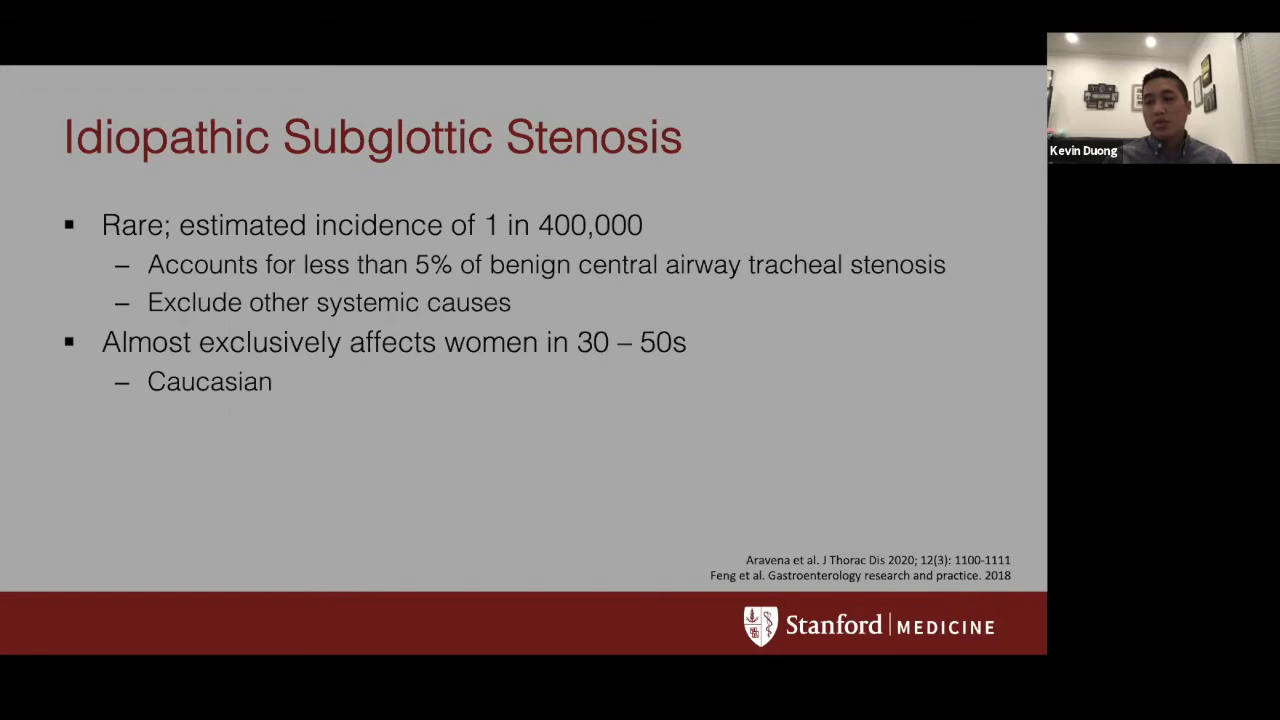 Idiopathic Subglottic Stenosis
▪ Rare; estimated incidence of 1 in 400,000
– Accounts for less than 5% of benign central airway tracheal stenosis
– Exclude other systemic causes
▪ Almost exclusively affects women in 30 – 50s
– Caucasian
Aravena et al. J Thorac Dis 2020; 12(3): 1100-1111
Feng et al. Gastroenterology research and practice. 2018
Stanford | MEDICINE
Kevin Duong